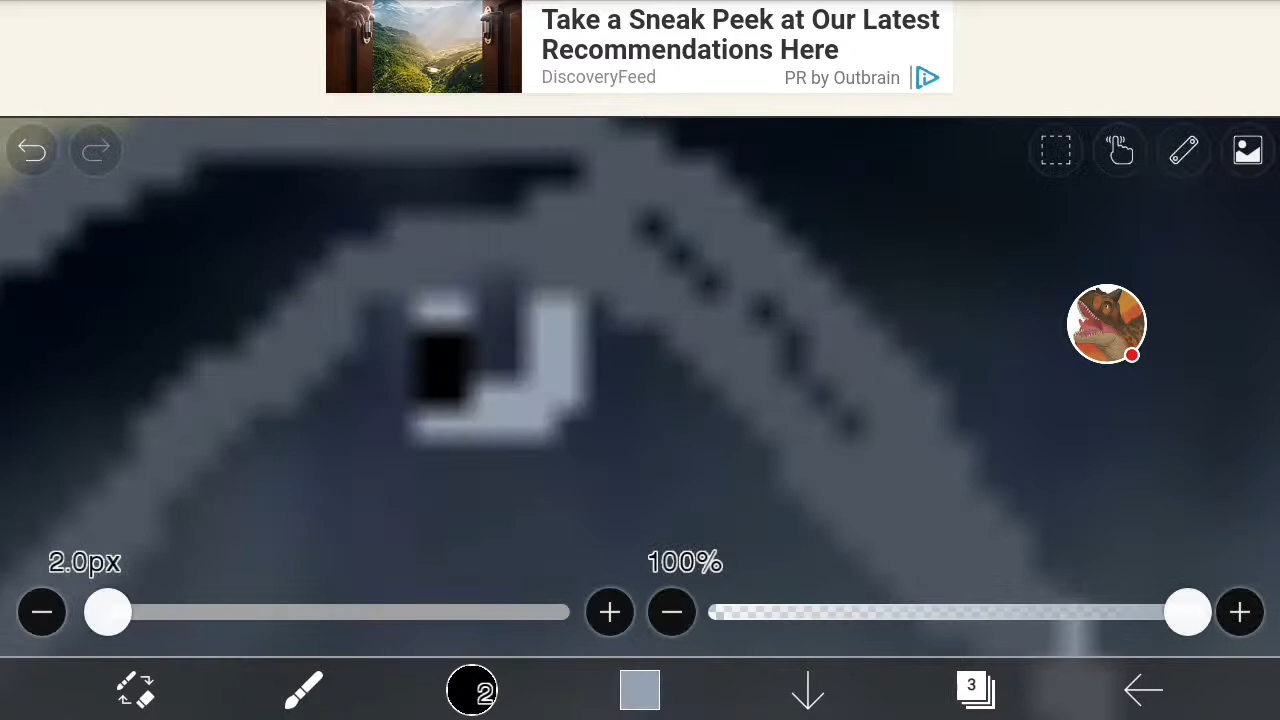 Take a Sneak Peek at Our Latest
Recommendations Here
DiscoveryFeed
PR by Outbrain
2.0px
100%
2
3